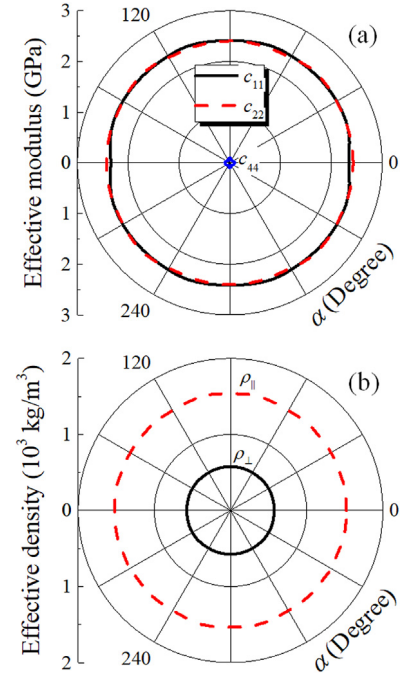 120
(a)
3
2
1
0
1
2
3
Effective modulus (GPa)
c₁₁
c₂₂
c₄₄
0
240
α (Degree)
120
(b)
2
1
0
1
2
Effective density (10³ kg/m³)
ρ∥
ρ⊥
0
240
α (Degree)